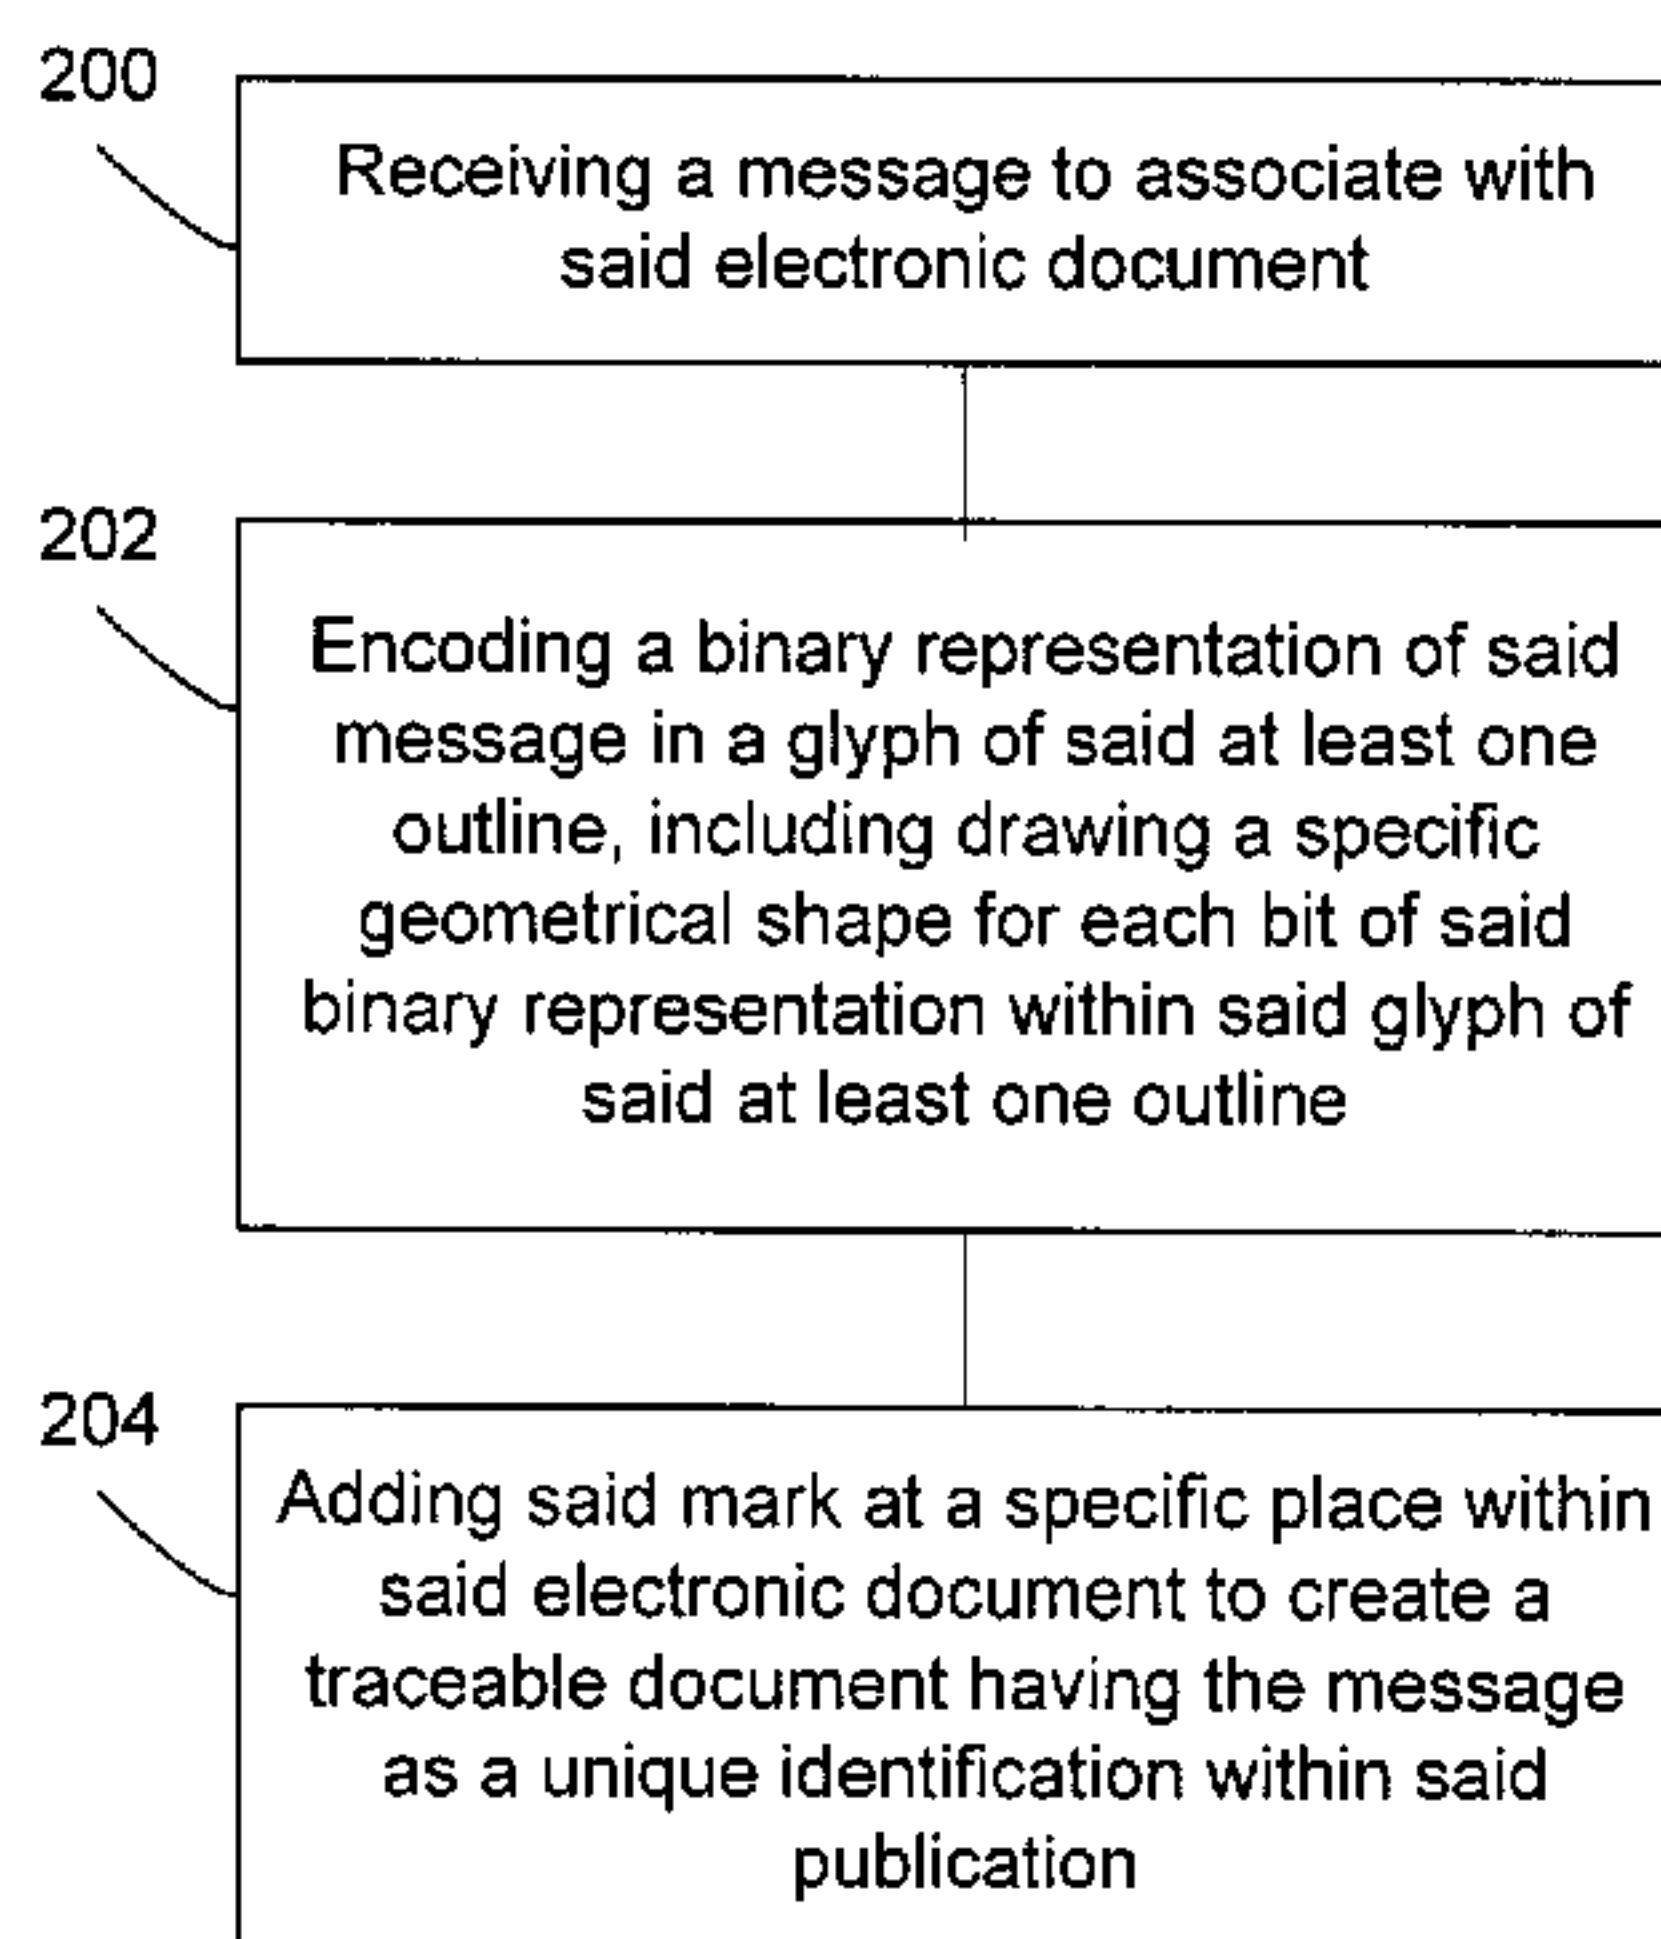 200
Receiving a message to associate with
said electronic document
202
Encoding a binary representation of said
message in a glyph of said at least one
outline, including drawing a specific
geometrical shape for each bit of said
binary representation within said glyph of
said at least one outline
204
Adding said mark at a specific place within
said electronic document to create a
traceable document having the message
as a unique identification within said
publication